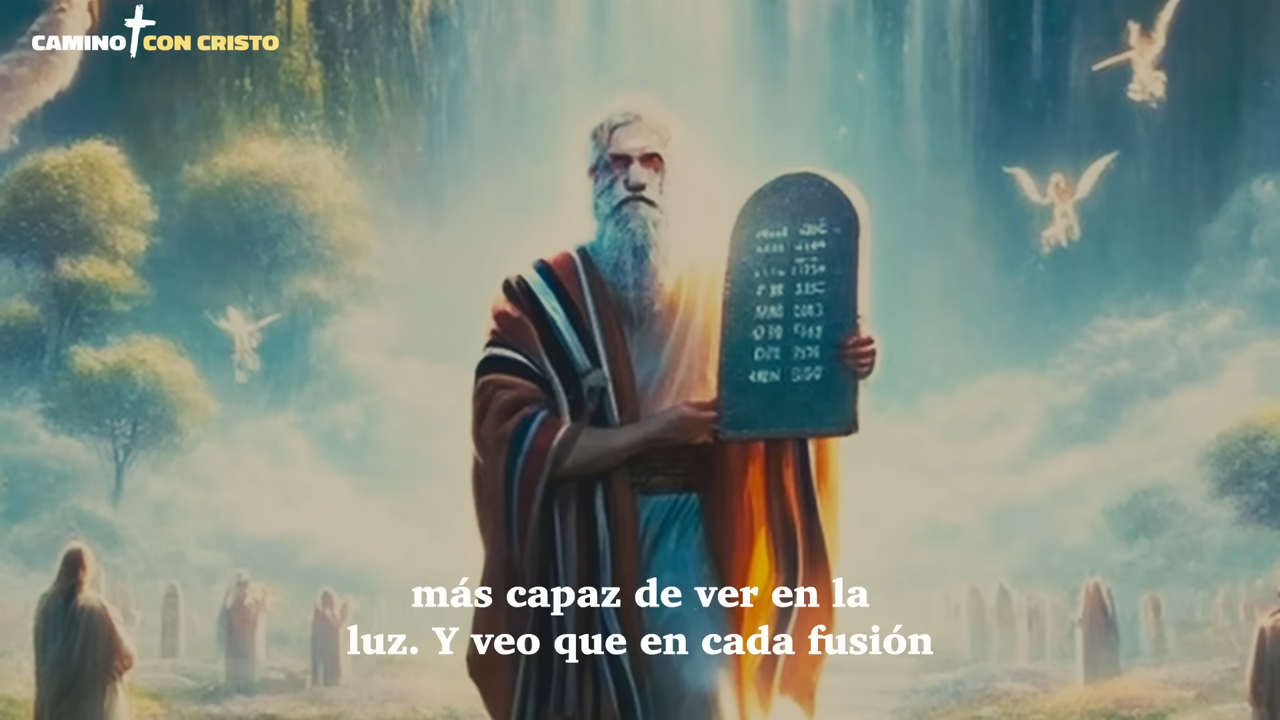 CAMINO CON CRISTO
más capaz de ver en la
luz. Y veo que en cada fusión